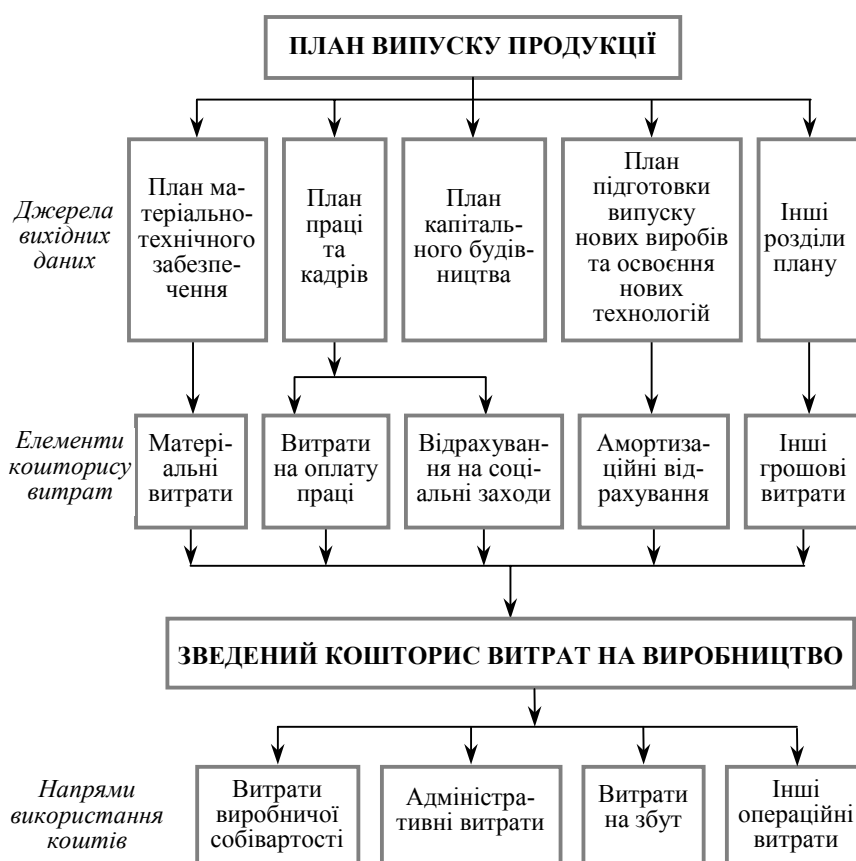 ПЛАН ВИПУСКУ ПРОДУКЦІЇ
Джерела
вихідних
даних
План ма-
теріально-
технічного
забезпе-
чення
План
праці та
кадрів
План
капіталь-
ного будів-
ництва
План
підготовки
випуску
нових виробів
та освоєння
нових
технологій
Інші
розділи
плану
Елементи
кошторису
витрат
Матері-
альні
витрати
Витрати
на оплату
праці
Відрахуван-
ня на соці-
альні заходи
Амортиза-
ційні від-
рахування
Інші
грошові
витрати
ЗВЕДЕНИЙ КОШТОРИС ВИТРАТ НА ВИРОБНИЦТВО
Напрями
використання
коштів
Витрати
виробничої
собівартості
Адміністра-
тивні витрати
Витрати
на збут
Інші
операційні
витрати